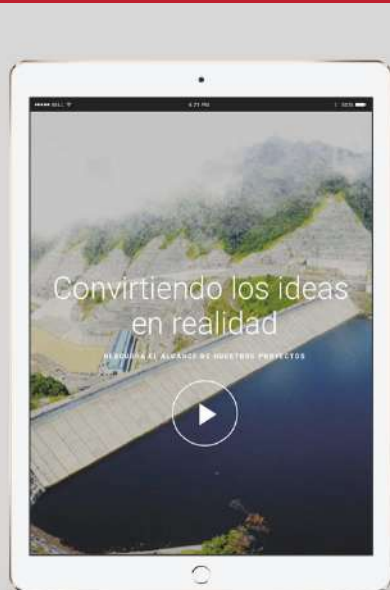 Convirtiendo los ideas
en realidad
DESCUBRA EL ALCANCE DE NUESTROS PROYECTOS